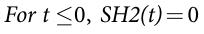 For t ≤0, SH2(t) = 0